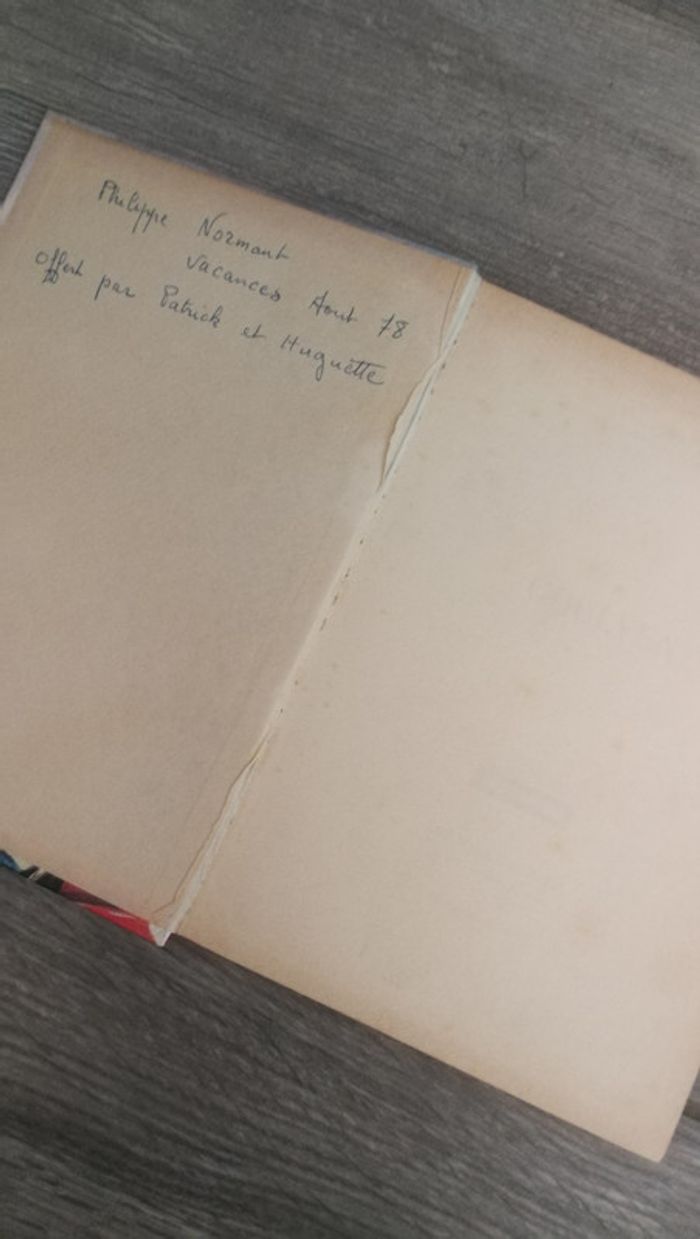 Philippe Normant
Vacances Aout 78
Offert par Patrick et Huguette